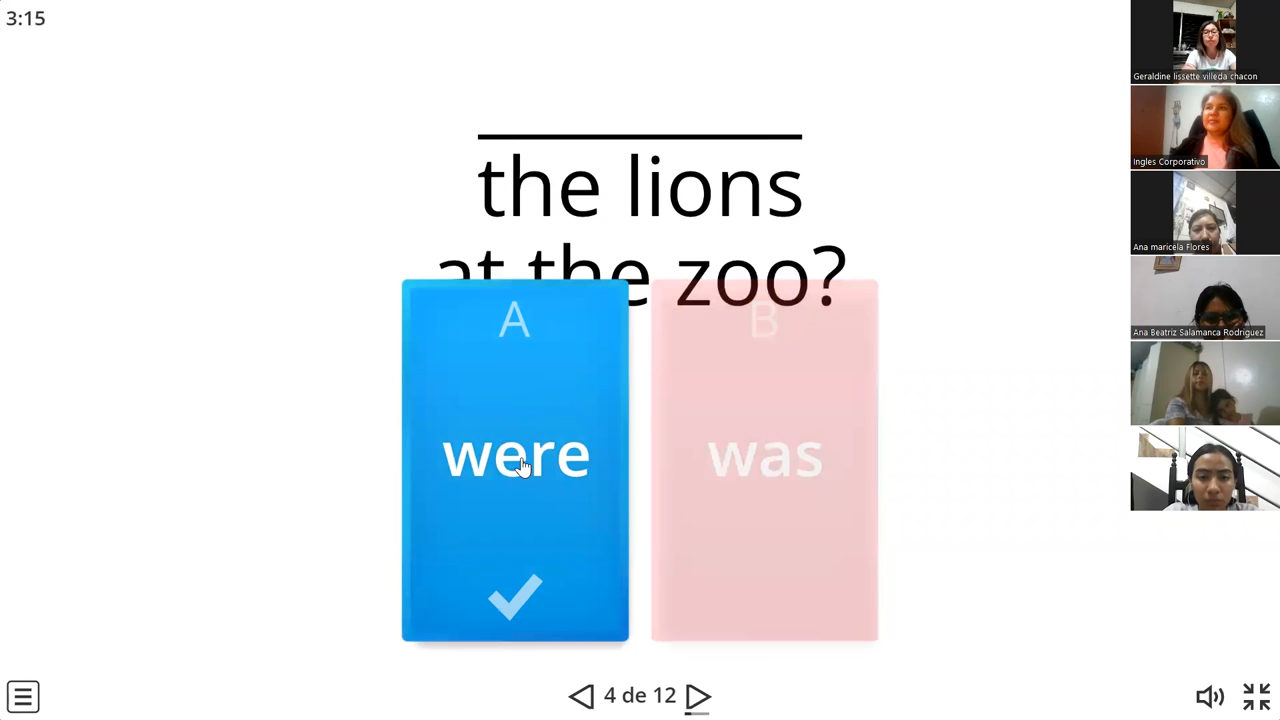 3:15
the lions
at the zoo?
A
B
were
was
4 de 12
Geraldine lissette villeda chacon
Ingles Corporativo
Ana maricela Flores
Ana Beatriz Salamanca Rodriguez